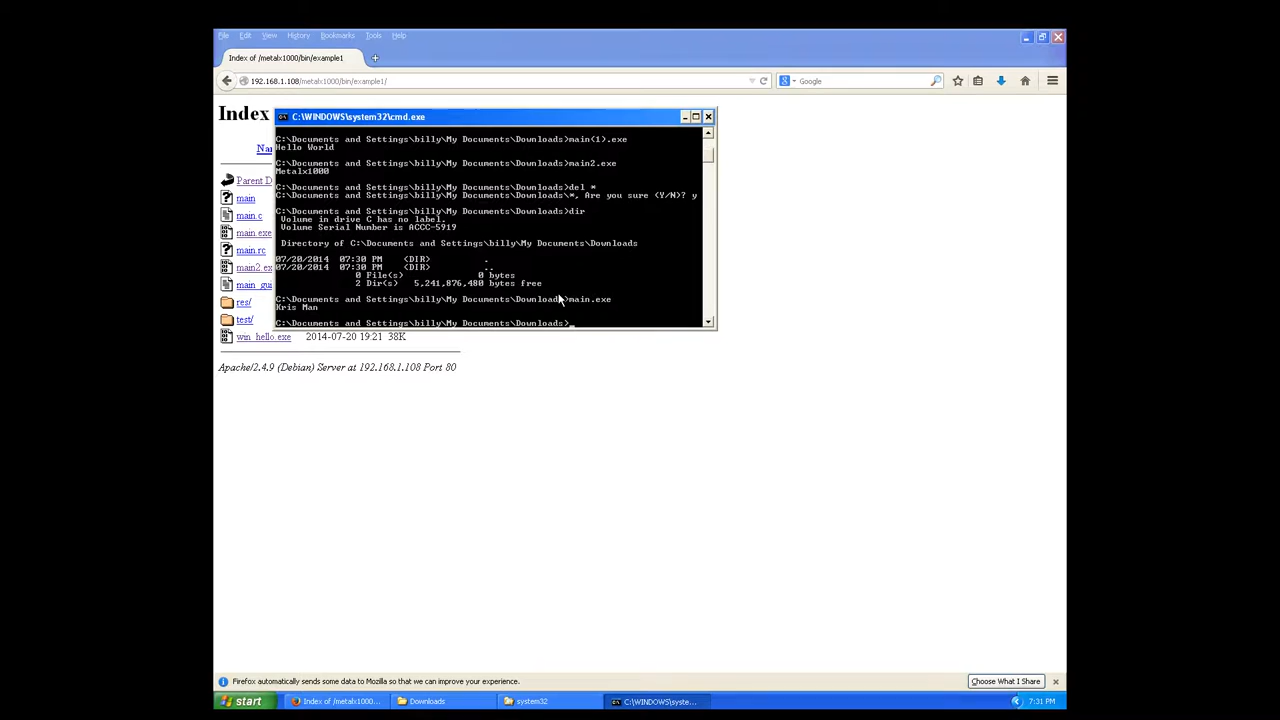 File Edit View History Bookmarks Tools Help
Index of /metalx1000/bin/example1/
192.168.1.108/metalx1000/bin/example1/
Google
Index
C:\WINDOWS\system32\cmd.exe
C:\Documents and Settings\billy\My Documents\Downloads>main(1).exe
Hello World
C:\Documents and Settings\billy\My Documents\Downloads>main2.exe
Metalx1000
C:\Documents and Settings\billy\My Documents\Downloads>del *
C:\Documents and Settings\billy\My Documents\Downloads\*, Are you sure (Y/N)? y
C:\Documents and Settings\billy\My Documents\Downloads>dir
Volume in drive C has no label.
Volume Serial Number is ACCC-5919
Directory of C:\Documents and Settings\billy\My Documents\Downloads
07/20/2014 07:30 PM <DIR> .
07/20/2014 07:30 PM <DIR> ..
0 File(s) 0 bytes
2 Dir(s) 5,241,876,480 bytes free
C:\Documents and Settings\billy\My Documents\Downloads>main.exe
Kris Man
C:\Documents and Settings\billy\My Documents\Downloads>_
Na
Parent D
main
main.c
main.exe
main.rc
main2.ex
main_gui
res/
test/
win_hello.exe 2014-07-20 19:21 38K
Apache/2.4.9 (Debian) Server at 192.168.1.108 Port 80
Firefox automatically sends some data to Mozilla so that we can improve your experience.
Choose What I Share
start
Index of /metalx1000...
Downloads
system32
C:\WINDOWS\syste...
7:31 PM